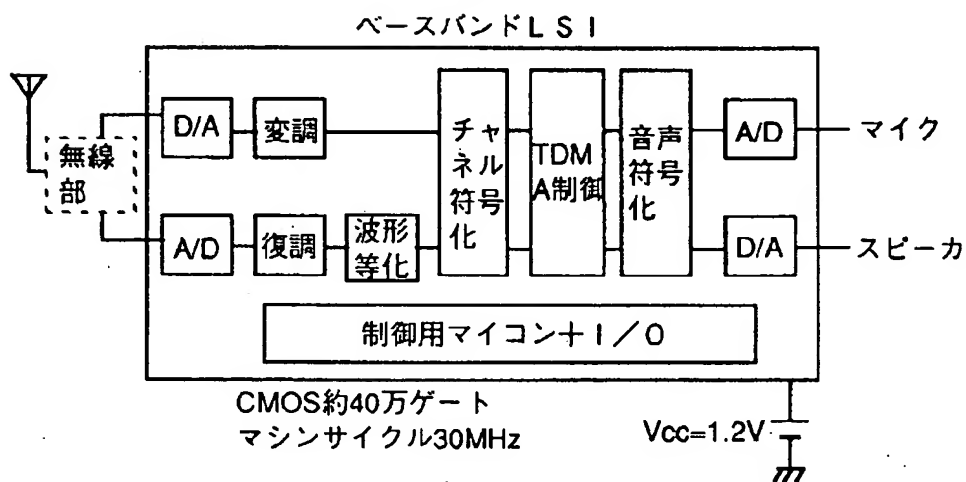 ベースバンドLSI
無線
部
D/A
変調
A/D
復調
波形
等化
チャ
ネル
符号
化
TDM
A制御
音声
符号
化
A/D
マイク
D/A
スピーカ
制御用マイコン+I/O
CMOS約40万ゲート
マシンサイクル30MHz
Vcc=1.2V